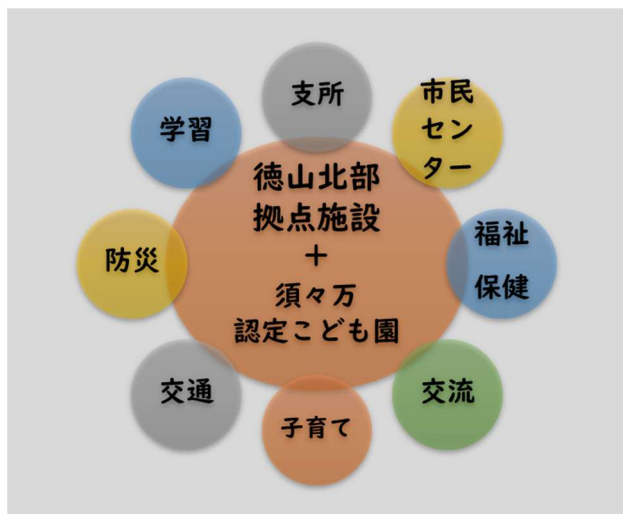 支所
市民
セン
ター
学習
徳山北部
拠点施設
＋
須々万
認定こども園
福祉
保健
防災
交通
交流
子育て